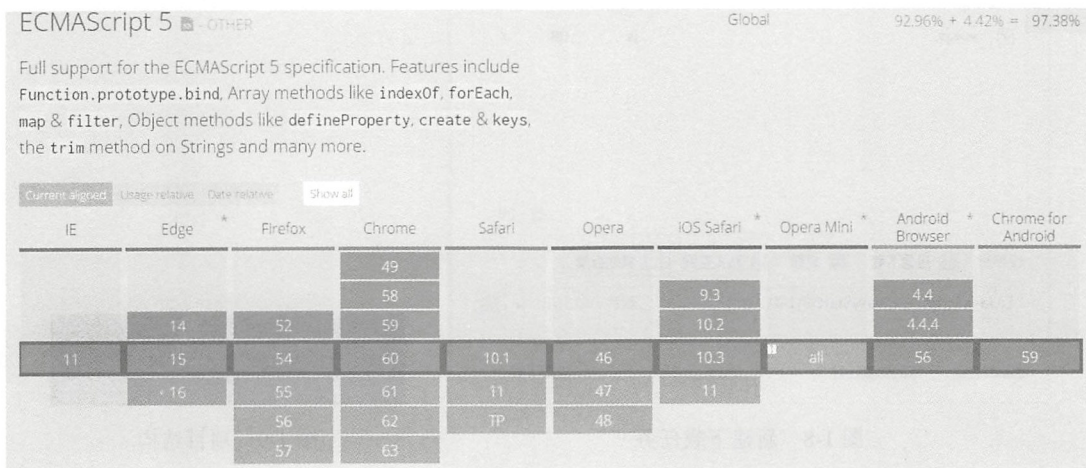 ECMAScript 5 - OTHER
Global 92.96% + 4.42% = 97.38%
Full support for the ECMAScript 5 specification. Features include
Function.prototype.bind, Array methods like indexOf, forEach,
map & filter, Object methods like defineProperty, create & keys,
the trim method on Strings and many more.
Current aligned Usage relative Date relative Show all
IE Edge * Firefox Chrome Safari Opera iOS Safari * Opera Mini * Android Browser * Chrome for Android
49
58 9.3 4.4
14 52 59 10.2 4.4.4
11 15 54 60 10.1 46 10.3 all 56 59
16 55 61 11 47 11
56 62 TP 48
57 63